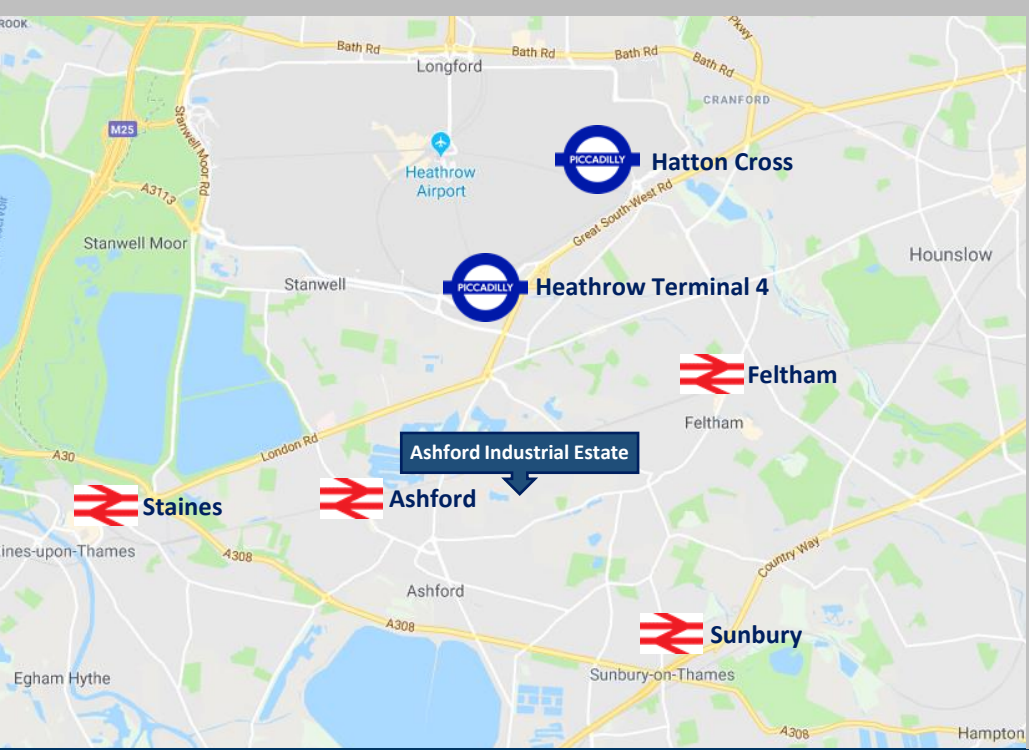 ROOK
Bath Rd
Bath Rd
Bath Rd
Bath Rd
Pkwy
Longford
CRANFORD
M25
Stanwell Moor Rd
Heathrow
Airport
PICCADILLY
Hatton Cross
A3113
Stanwell Moor
Great South-West Rd
Hounslow
Stanwell
PICCADILLY
Heathrow Terminal 4
Feltham
Feltham
London Rd
Ashford Industrial Estate
A30
Staines
Ashford
ines-upon-Thames
A308
Country Way
Ashford
A308
Sunbury
Egham Hythe
Sunbury-on-Thames
A308
Hampton